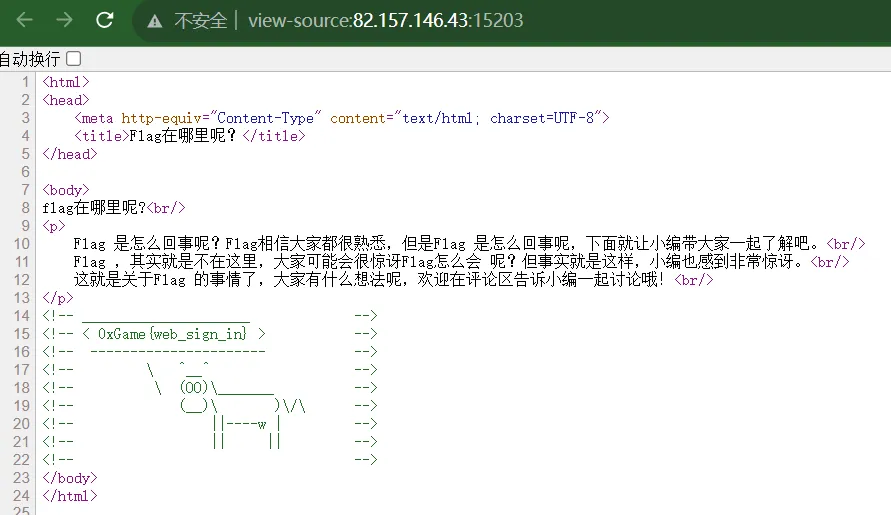 不安全 | view-source:82.157.146.43:15203
自动换行
1 <html>
2 <head>
3     <meta http-equiv="Content-Type" content="text/html; charset=UTF-8">
4     <title>Flag在哪里呢？</title>
5 </head>
6
7 <body>
8 flag在哪里呢?<br/>
9 <p>
10     Flag 是怎么回事呢？Flag相信大家都很熟悉，但是Flag 是怎么回事呢，下面就让小编带大家一起了解吧。<br/>
11     Flag ，其实就是不在这里，大家可能会很惊讶Flag怎么会 呢？但事实就是这样，小编也感到非常惊讶。<br/>
12     这就是关于Flag 的事情了，大家有什么想法呢，欢迎在评论区告诉小编一起讨论哦！<br/>
13 </p>
14 <!-- _____________________             -->
15 <!-- < 0xGame{web_sign_in} >           -->
16 <!--  ----------------------           -->
17 <!--         \   ^__^                  -->
18 <!--          \  (OO)\_______          -->
19 <!--             (__)\       )\/\      -->
20 <!--                 ||----w |         -->
21 <!--                 ||     ||         -->
22 <!--                                   -->
23 </body>
24 </html>
25